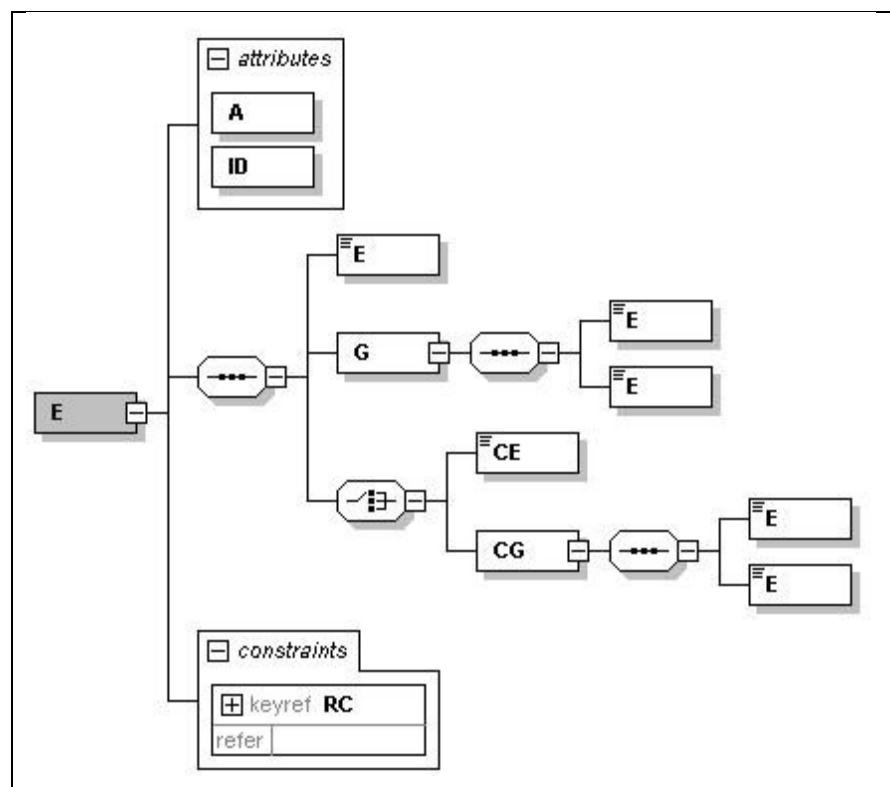 attributes
A
ID
E
G
E
E
E
CE
CG
E
E
constraints
keyref RC
refer